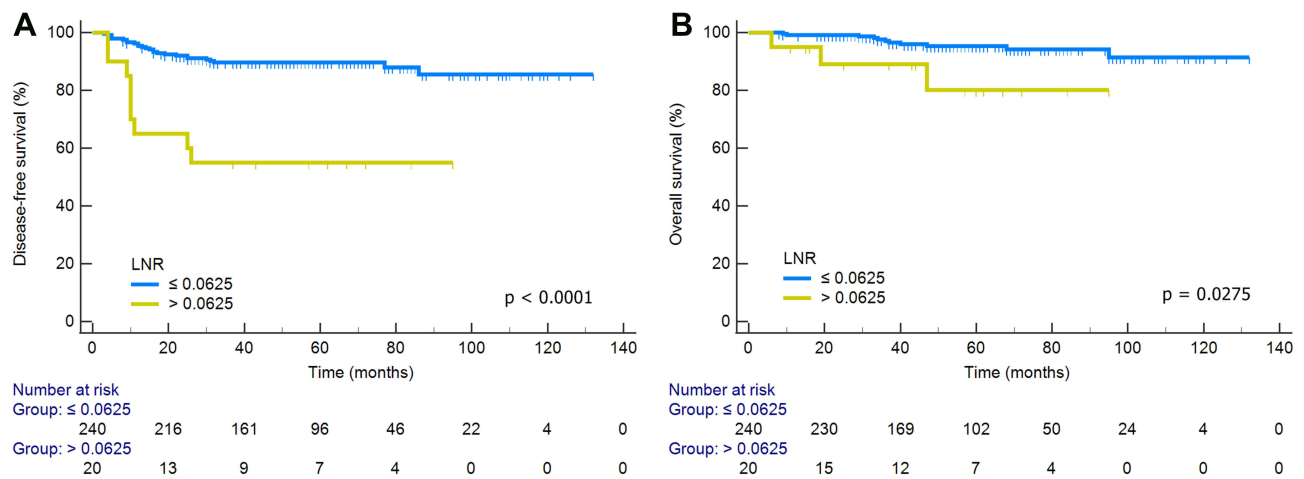 A
Disease-free survival (%)
100
80
60
40
20
0
LNR
≤ 0.0625
> 0.0625
p < 0.0001
0 20 40 60 80 100 120 140
Time (months)
Number at risk
Group: ≤ 0.0625
240 216 161 96 46 22 4 0
Group: > 0.0625
20 13 9 7 4 0 0 0
B
Overall survival (%)
100
80
60
40
20
0
LNR
≤ 0.0625
> 0.0625
p = 0.0275
0 20 40 60 80 100 120 140
Time (months)
Number at risk
Group: ≤ 0.0625
240 230 169 102 50 24 4 0
Group: > 0.0625
20 15 12 7 4 0 0 0